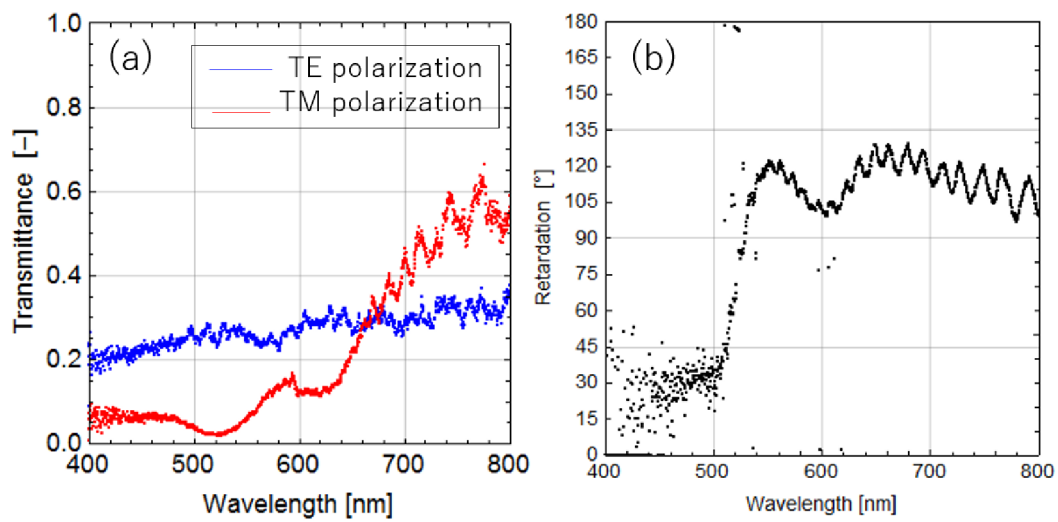 (a)
TE polarization
TM polarization
Transmittance [−]
1.0
0.8
0.6
0.4
0.2
0.0
400 500 600 700 800
Wavelength [nm]
(b)
Retardation [°]
180
165
150
135
120
105
90
75
60
45
30
15
0
400 500 600 700 800
Wavelength [nm]